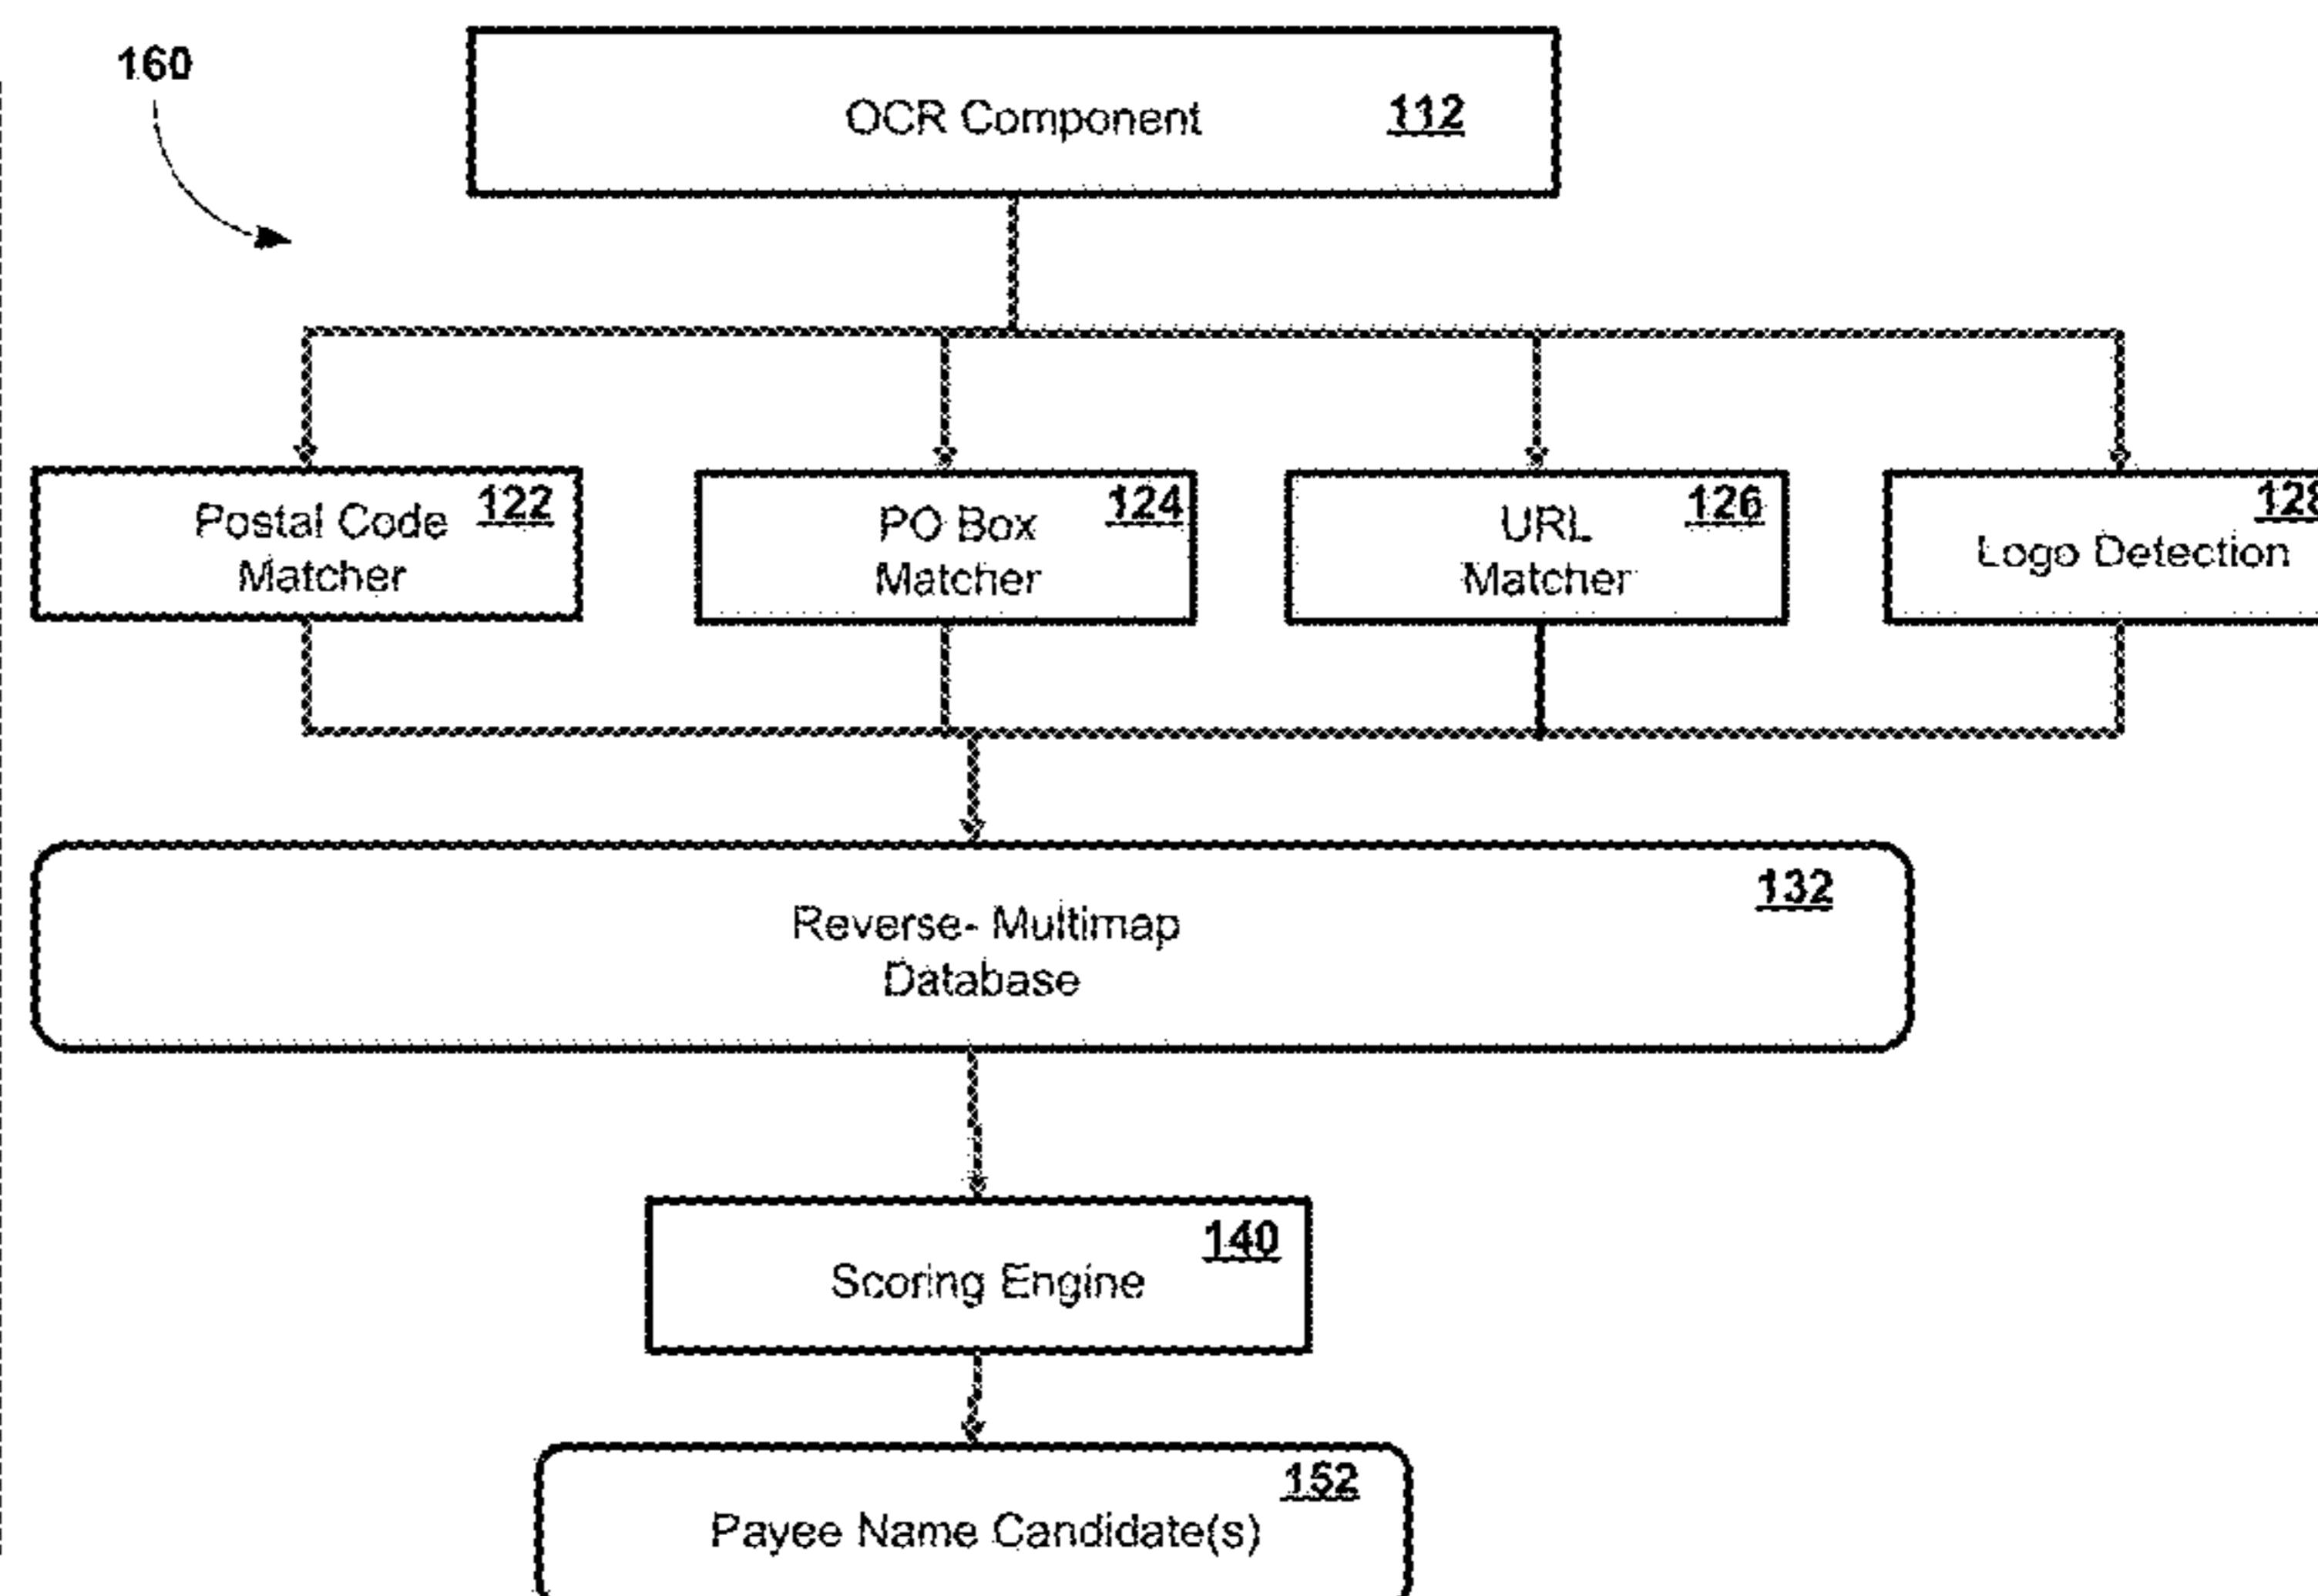 160
OCR Component 112
Postal Code 122
Matcher
PO Box 124
Matcher
URL 126
Matcher
128
Logo Detection
132
Reverse- Multimap
Database
140
Scoring Engine
152
Payee Name Candidate(s)